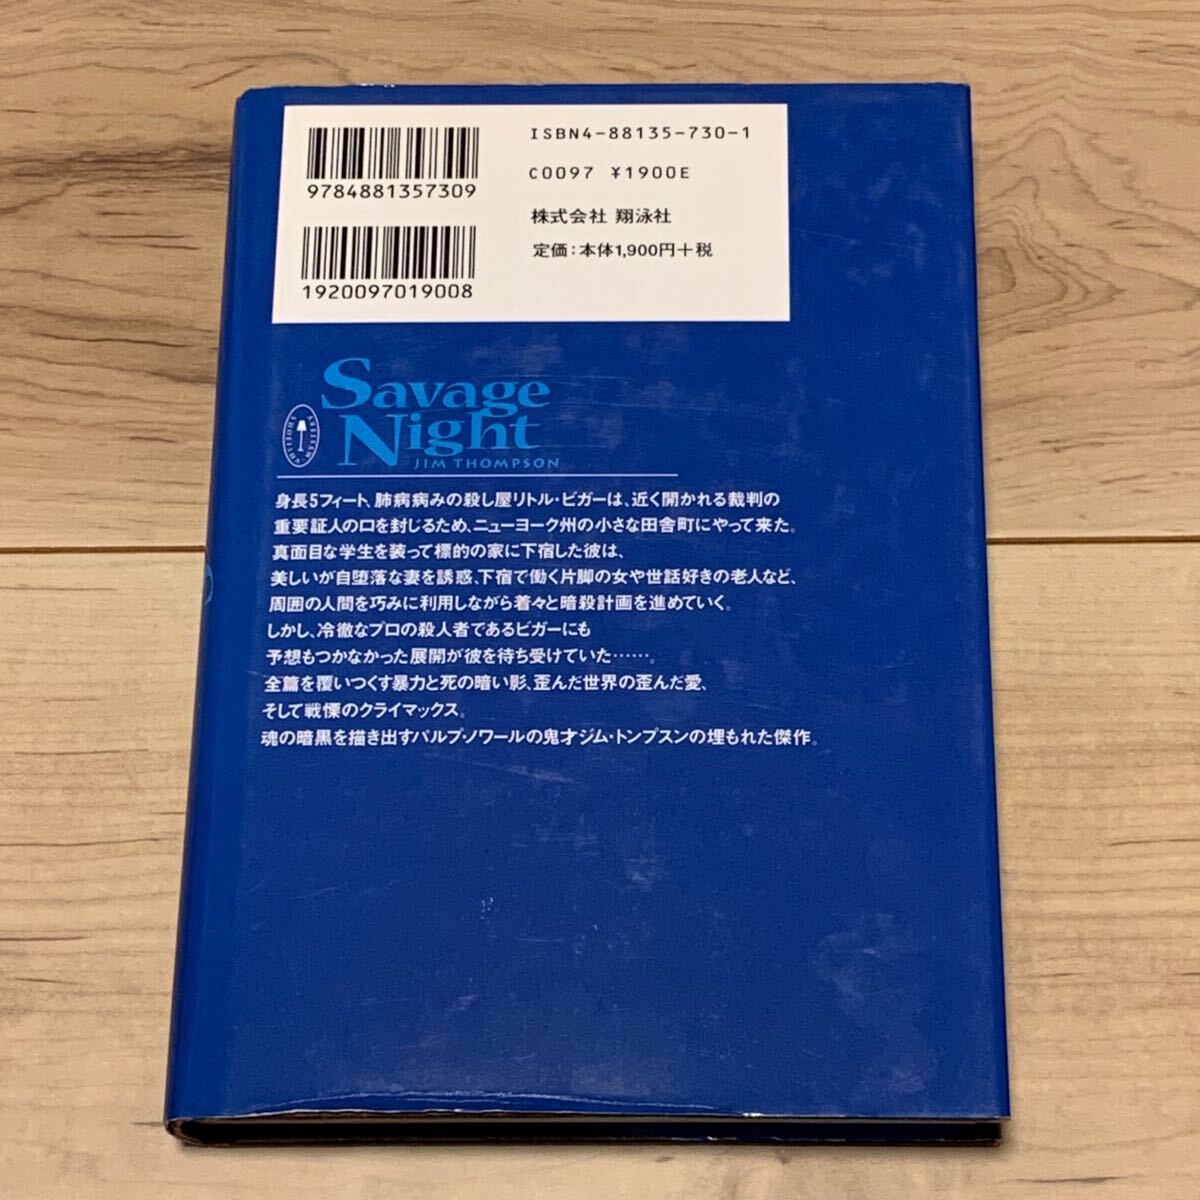 ISBN4-88135-730-1
C0097 ¥1900E
9784881357309
株式会社 翔泳社
定価：本体1,900円＋税
1920097019008
Savage
Night
JIM THOMPSON
ARTISAN
SHOEISHA
身長5フィート、肺病病みの殺し屋リトル・ビガーは、近く開かれる裁判の
重要証人の口を封じるため、ニューヨーク州の小さな田舎町にやって来た。
真面目な学生を装って標的の家に下宿した彼は、
美しいが自堕落な妻を誘惑、下宿で働く片脚の女や世話好きの老人など、
周囲の人間を巧みに利用しながら着々と暗殺計画を進めていく。
しかし、冷徹なプロの殺人者であるビガーにも
予想もつかなかった展開が彼を待ち受けていた……。
全篇を覆いつくす暴力と死の暗い影、歪んだ世界の歪んだ愛、
そして戦慄のクライマックス。
魂の暗黒を描き出すパルプ・ノワールの鬼才ジム・トンプスンの埋もれた傑作。